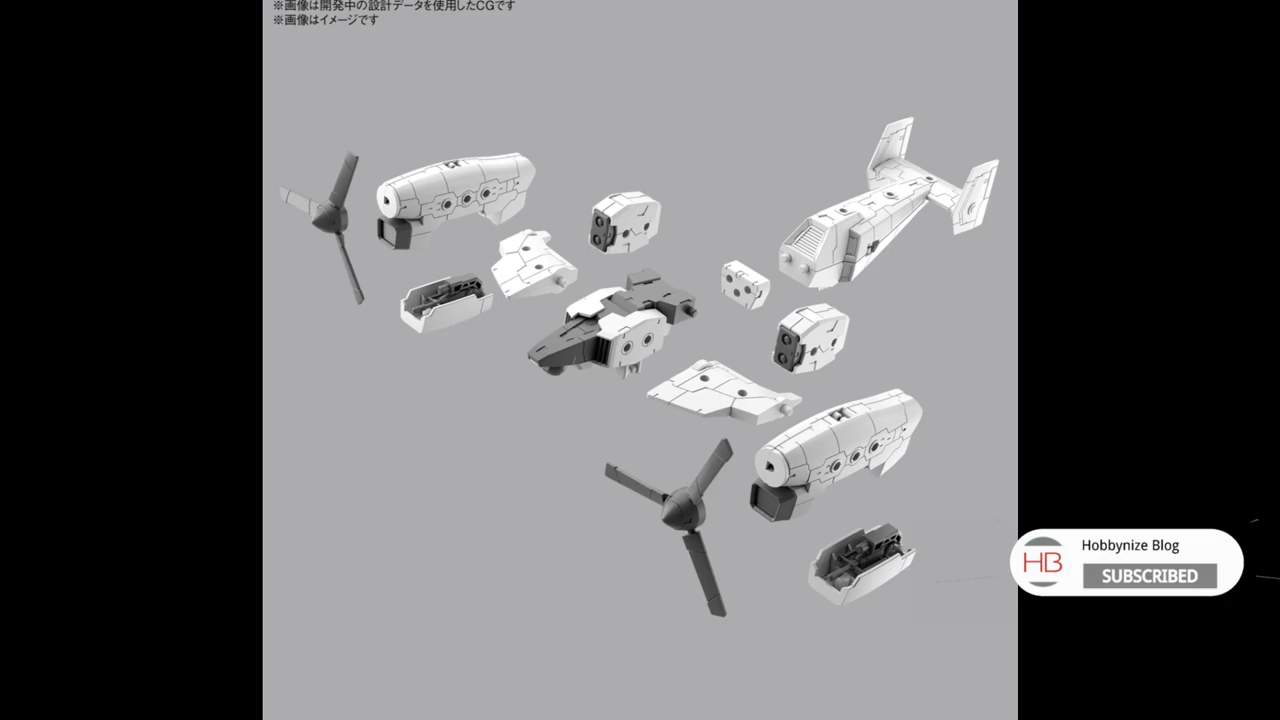 ※画像は開発中の設計データを使用したCGです
※画像はイメージです
Hobbynize Blog
HB
SUBSCRIBED